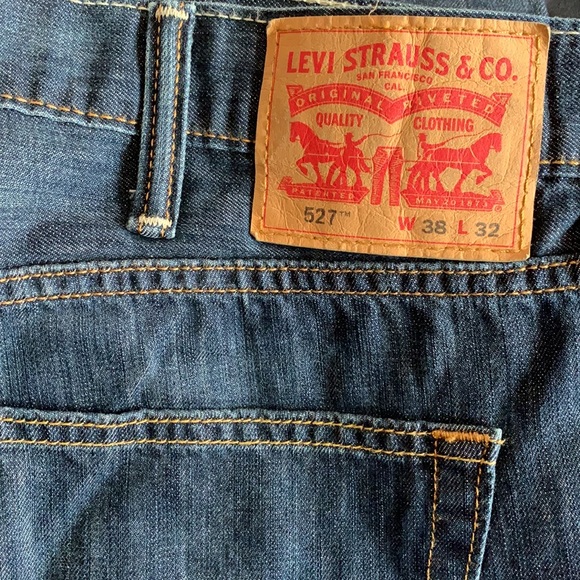 LEVI STRAUSS & CO.
SAN FRANCISCO
CAL.
ORIGINAL RIVETED
QUALITY CLOTHING
PATENTED MAY 20 1873
527™ W 38 L 32